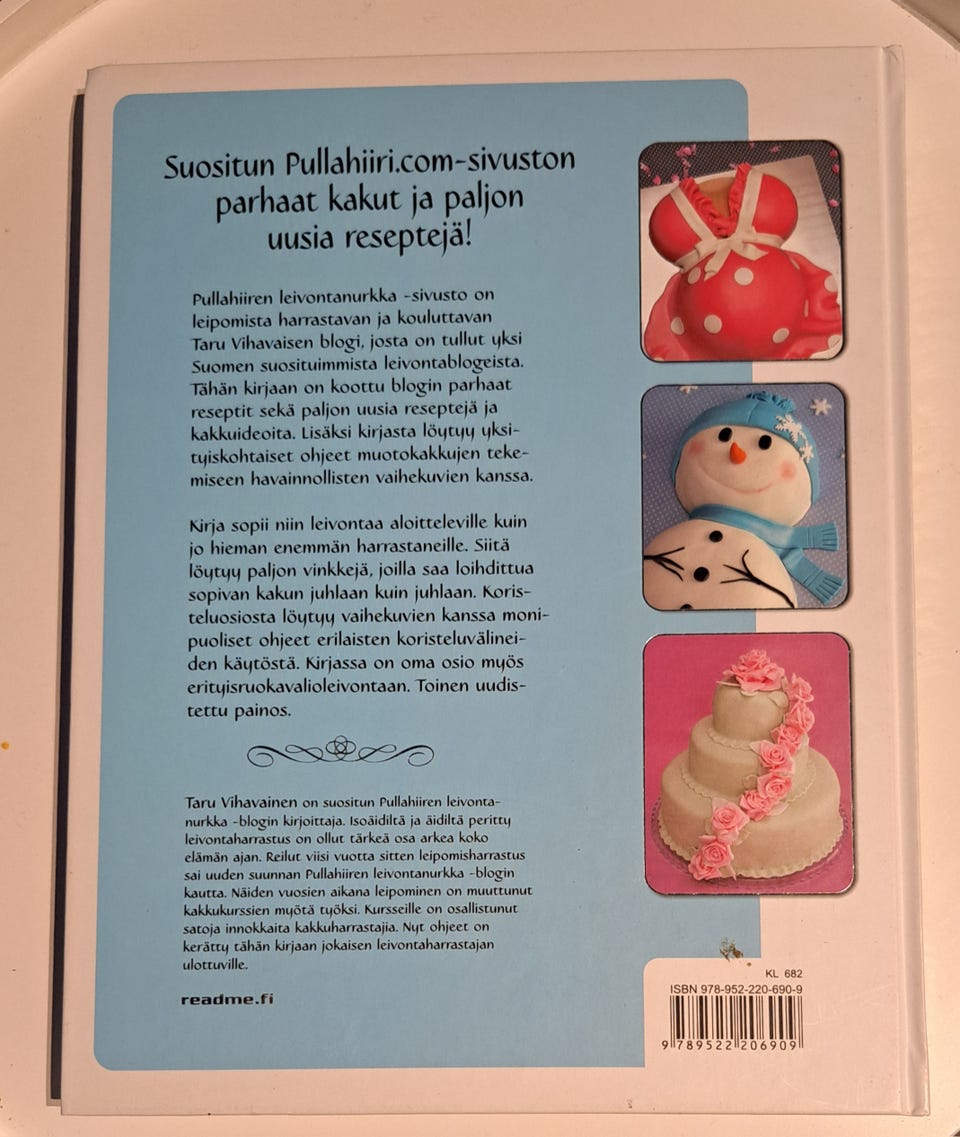 Suositun Pullahiiri.com-sivuston
parhaat kakut ja paljon
uusia reseptejä!
Pullahiiren leivontanurkka -sivusto on
leipomista harrastavan ja kouluttavan
Taru Vihavaisen blogi, josta on tullut yksi
Suomen suosituimmista leivontablogeista.
Tähän kirjaan on koottu blogin parhaat
reseptit sekä paljon uusia reseptejä ja
kakkuideoita. Lisäksi kirjasta löytyy yksi-
tyiskohtaiset ohjeet muotokakkujen teke-
miseen havainnollisten vaihekuvien kanssa.
Kirja sopii niin leivontaa aloitteleville kuin
jo hieman enemmän harrastaneille. Siitä
löytyy paljon vinkkejä, joilla saa loihdittua
sopivan kakun juhlaan kuin juhlaan. Koris-
teluosiosta löytyy vaihekuvien kanssa moni-
puoliset ohjeet erilaisten koristeluvälinei-
den käytöstä. Kirjassa on oma osio myös
erityisruokavalioleivontaan. Toinen uudis-
tettu painos.
Taru Vihavainen on suositun Pullahiiren leivonta-
nurkka -blogin kirjoittaja. Isoäidiltä ja äidiltä peritty
leivontaharrastus on ollut tärkeä osa arkea koko
elämän ajan. Reilut viisi vuotta sitten leipomisharrastus
sai uuden suunnan Pullahiiren leivontanurkka -blogin
kautta. Näiden vuosien aikana leipominen on muuttunut
kakkukurssien myötä työksi. Kursseille on osallistunut
satoja innokkaita kakkuharrastajia. Nyt ohjeet on
kerätty tähän kirjaan jokaisen leivontaharrastajan
ulottuville.
readme.fi
KL 682
ISBN 978-952-220-690-9
9 789522 206909